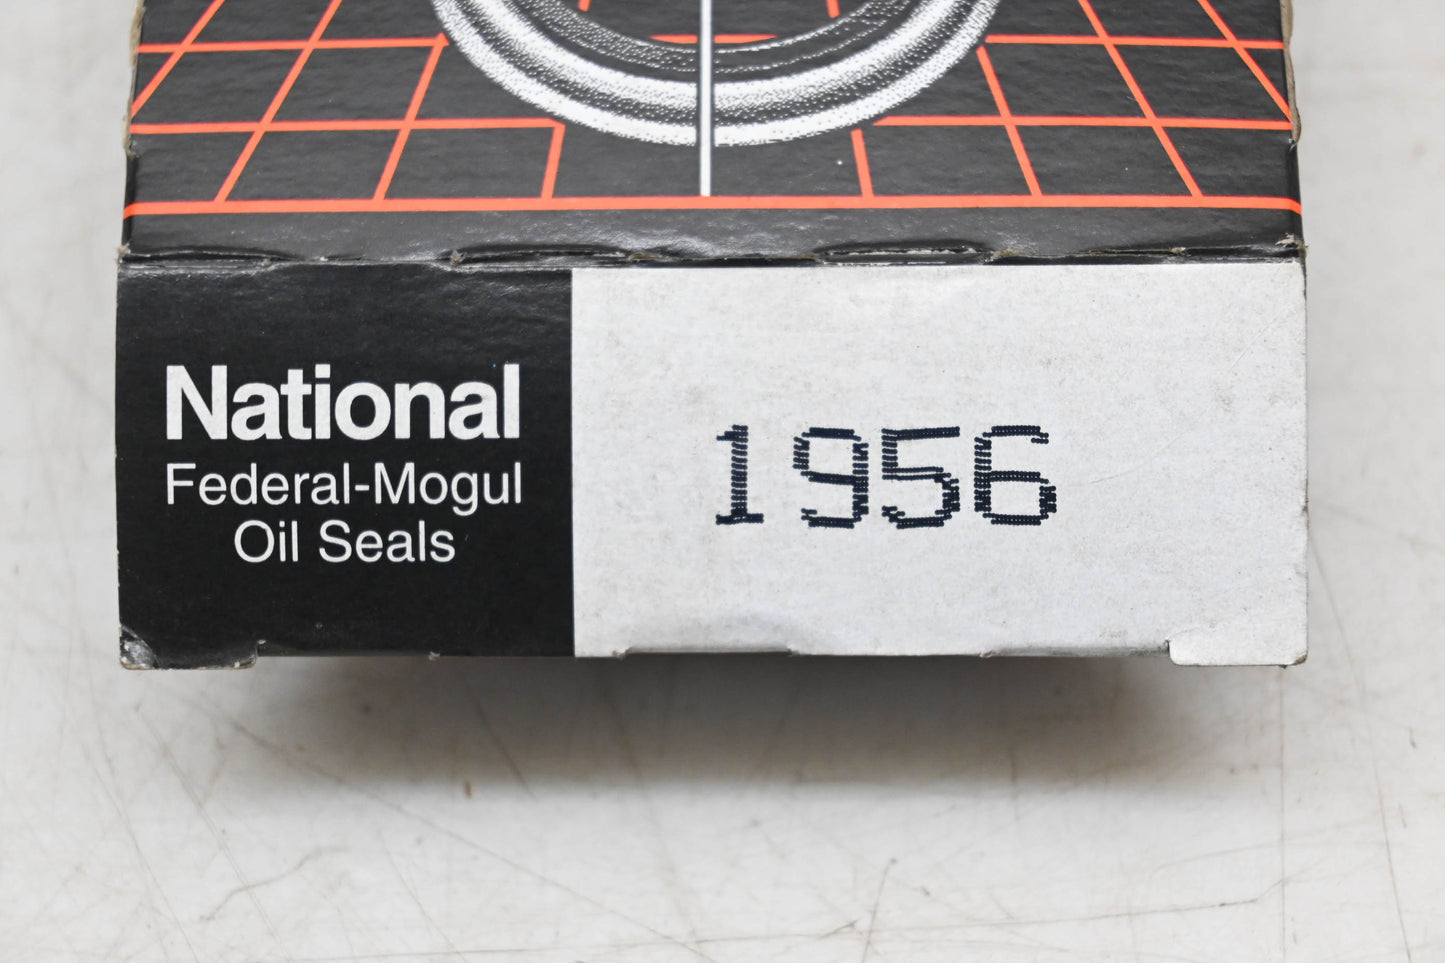 National
Federal-Mogul
Oil Seals
1956